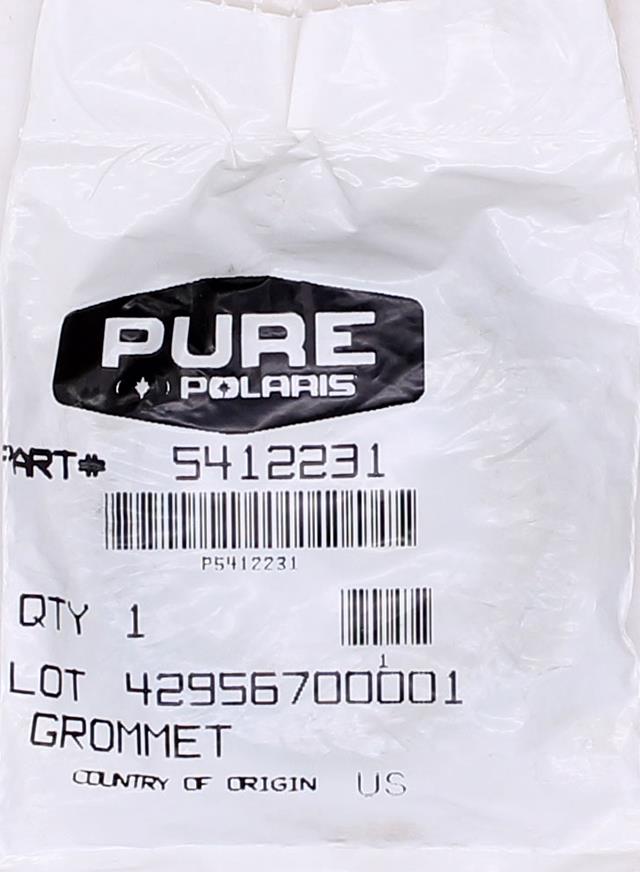 PURE
POLARIS
PART# 5412231
P5412231
QTY 1
1
LOT 42956700001
GROMMET
COUNTRY OF ORIGIN US